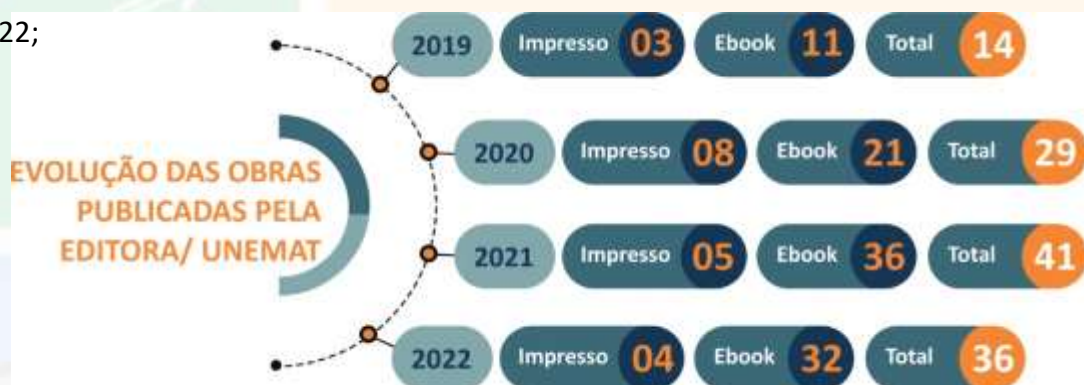 22;
2019 Impresso 03 Ebook 11 Total 14
2020 Impresso 08 Ebook 21 Total 29
EVOLUÇÃO DAS OBRAS
PUBLICADAS PELA
EDITORA/ UNEMAT
2021 Impresso 05 Ebook 36 Total 41
2022 Impresso 04 Ebook 32 Total 36